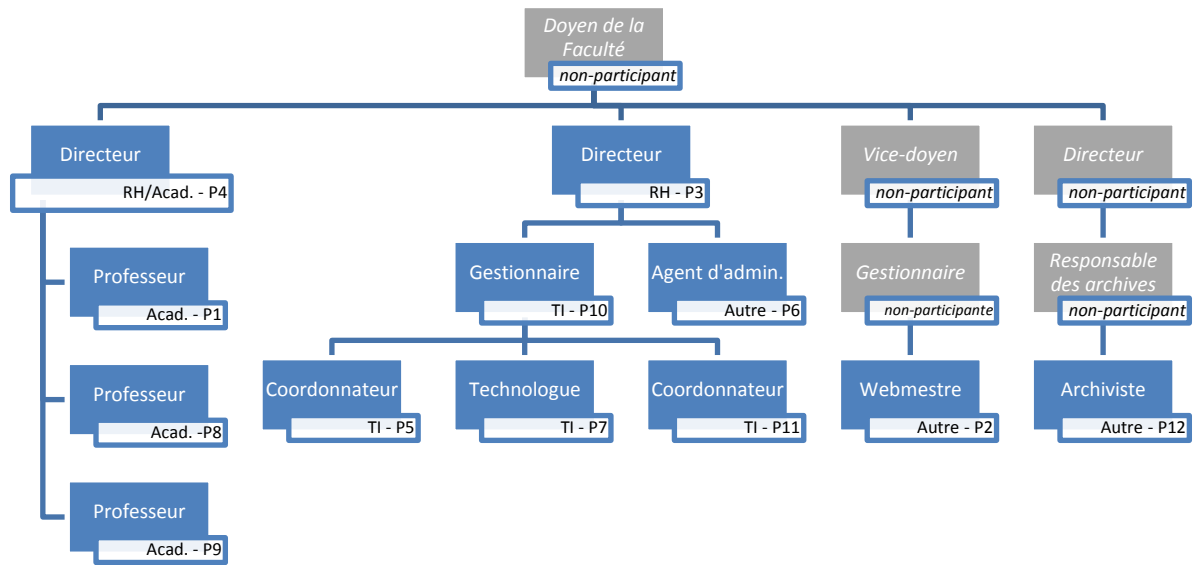 Doyen de la
Faculté
non-participant
Directeur
RH/Acad. - P4
Directeur
RH - P3
Vice-doyen
non-participant
Directeur
non-participant
Professeur
Acad. - P1
Gestionnaire
TI - P10
Agent d'admin.
Autre - P6
Gestionnaire
non-participante
Responsable
des archives
non-participant
Professeur
Acad. -P8
Coordonnateur
TI - P5
Technologue
TI - P7
Coordonnateur
TI - P11
Webmestre
Autre - P2
Archiviste
Autre - P12
Professeur
Acad. - P9